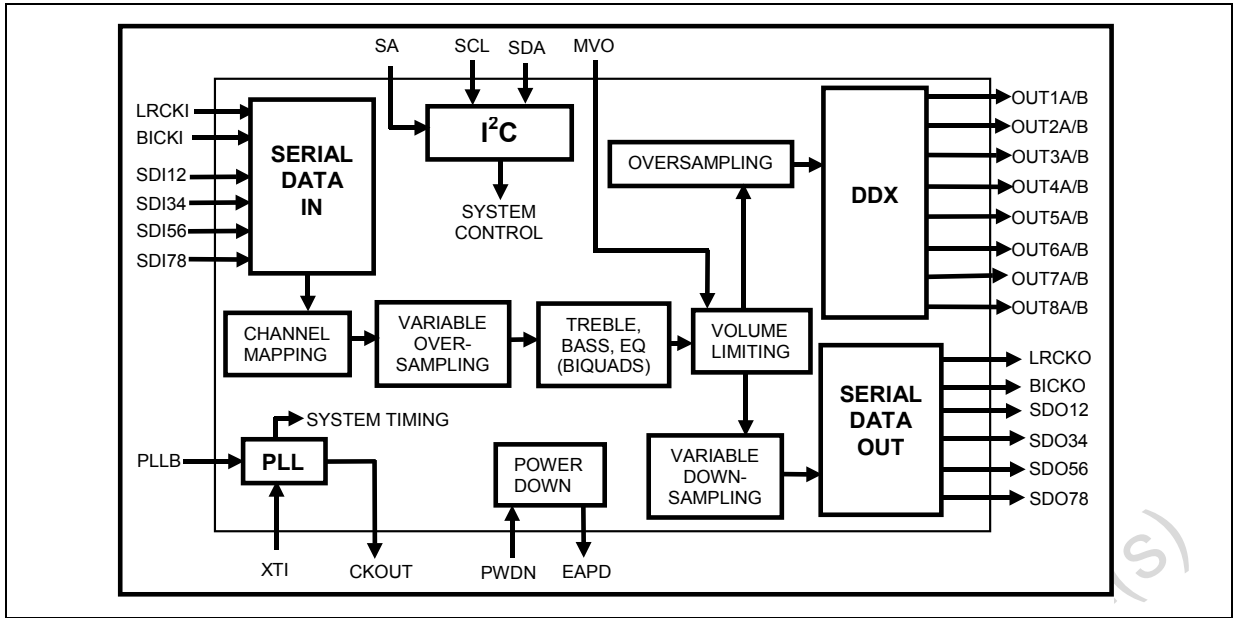 SA SCL SDA MVO
LRCKI
BICKI
SDI12
SDI34
SDI56
SDI78
SERIAL
DATA
IN
I²C
SYSTEM
CONTROL
OVERSAMPLING
DDX
OUT1A/B
OUT2A/B
OUT3A/B
OUT4A/B
OUT5A/B
OUT6A/B
OUT7A/B
OUT8A/B
CHANNEL
MAPPING
VARIABLE
OVER-
SAMPLING
TREBLE,
BASS, EQ
(BIQUADS)
VOLUME
LIMITING
SERIAL
DATA
OUT
LRCKO
BICKO
SDO12
SDO34
SDO56
SDO78
SYSTEM TIMING
PLLB
PLL
POWER
DOWN
VARIABLE
DOWN-
SAMPLING
XTI CKOUT PWDN EAPD
(s)